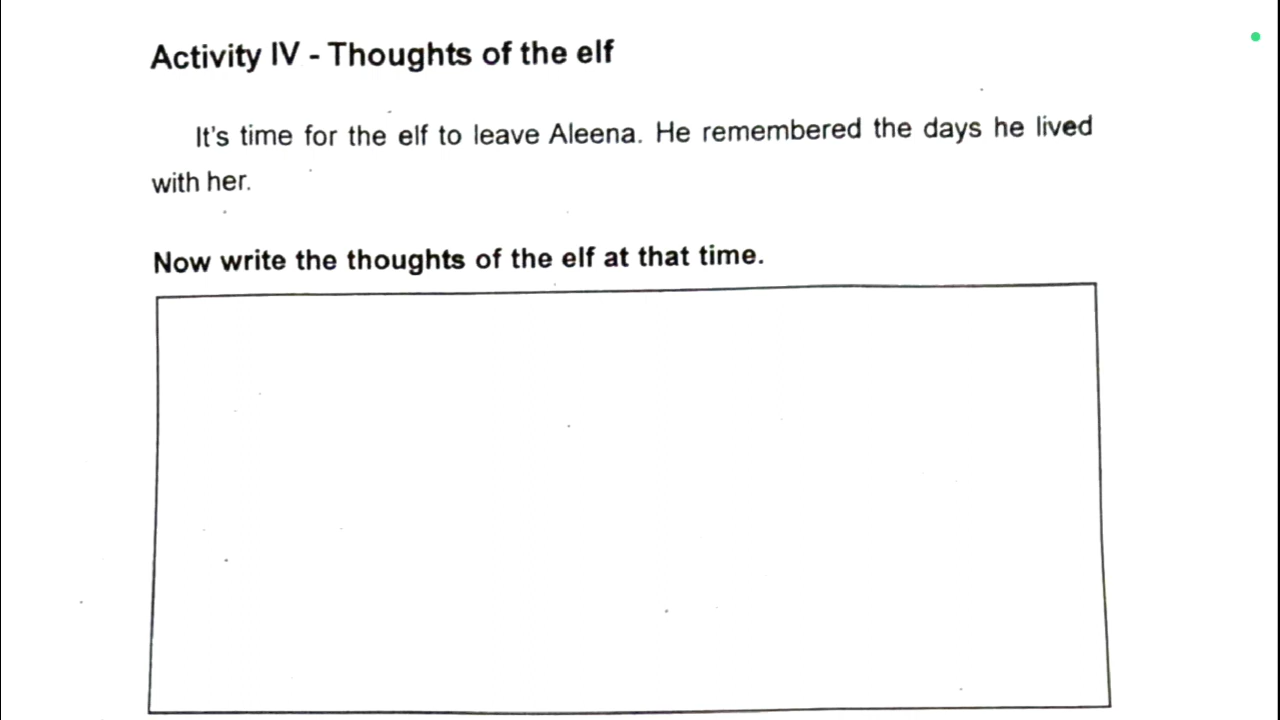 Activity IV - Thoughts of the elf
It's time for the elf to leave Aleena. He remembered the days he lived
with her.
Now write the thoughts of the elf at that time.